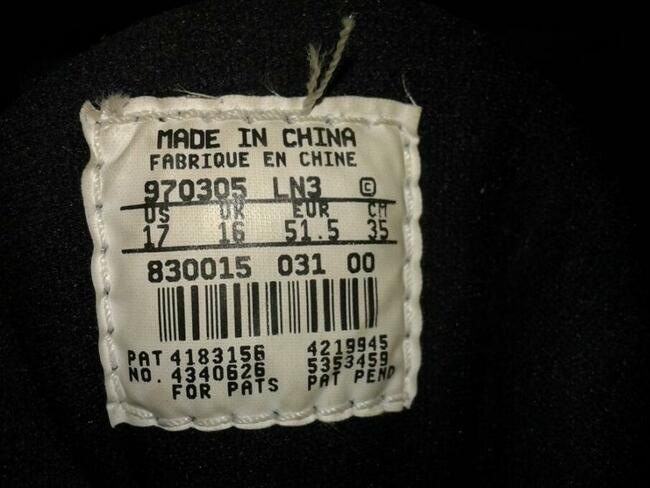 MADE IN CHINA
FABRIQUE EN CHINE
970305 LN3 ©
US UK EUR CM
17 16 51.5 35
830015 031 00
PAT 4183156 4219945
NO. 4340626 5353459
FOR PATS PAT PEND